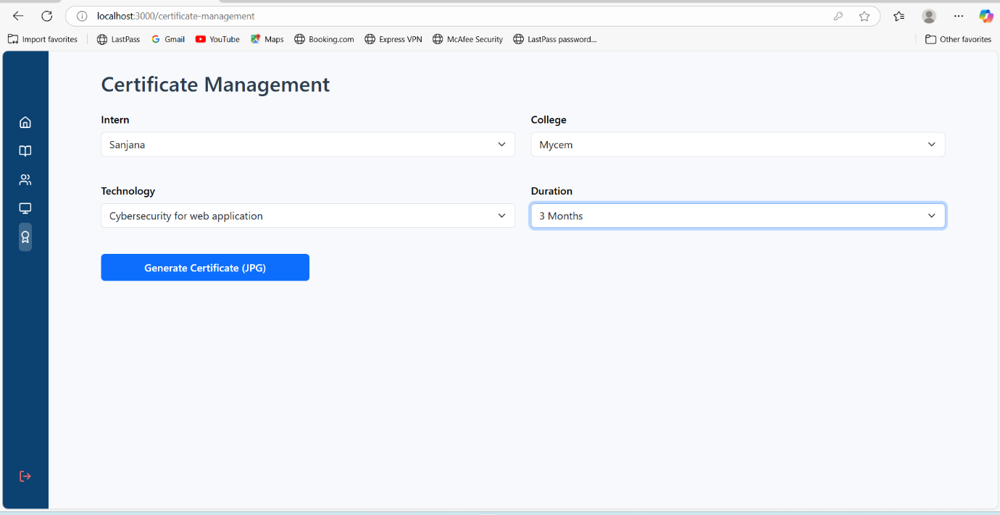 localhost:3000/certificate-management
Import favorites LastPass Gmail YouTube Maps Booking.com Express VPN McAfee Security LastPass password... Other favorites
Certificate Management
Intern College
Sanjana Mycem
Technology Duration
Cybersecurity for web application 3 Months
Generate Certificate (JPG)